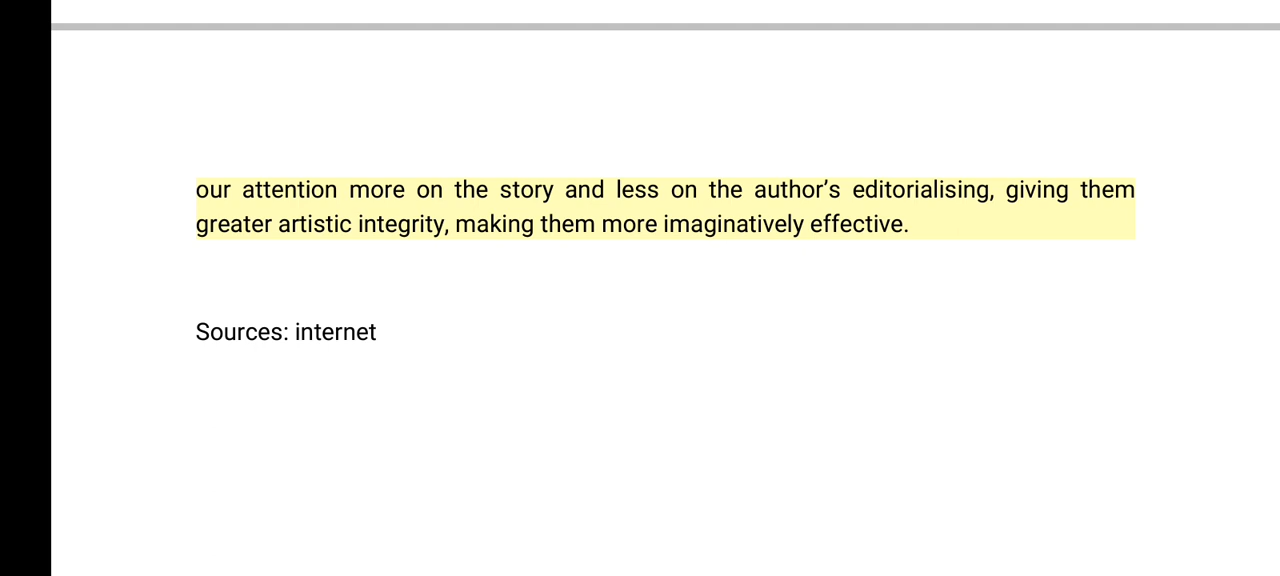 our attention more on the story and less on the author’s editorialising, giving them
greater artistic integrity, making them more imaginatively effective.
Sources: internet